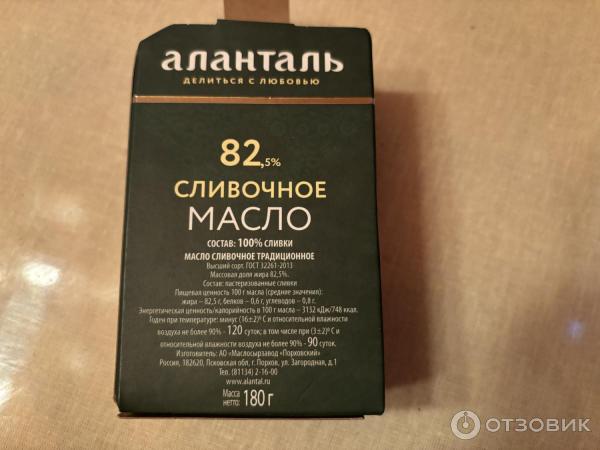 аланталь
ДЕЛИТЬСЯ С ЛЮБОВЬЮ
82,5%
СЛИВОЧНОЕ
МАСЛО
СОСТАВ: 100% СЛИВКИ
МАСЛО СЛИВОЧНОЕ ТРАДИЦИОННОЕ
Высший сорт. ГОСТ 32261-2013
Массовая доля жира 82,5%.
Состав: пастеризованные сливки
Пищевая ценность 100 г масла (средние значения):
жира – 82,5 г, белков – 0,6 г, углеводов – 0,8 г.
Энергетическая ценность/калорийность в 100 г масла – 3132 кДж/748 ккал.
Годен при температуре: минус (16±2)⁰ С и относительной влажности
воздуха не более 90% - 120 суток; в том числе при (3±2)⁰ С и
относительной влажности воздуха не более 90% - 90 суток.
Изготовитель: АО «Маслосырзавод «Порховский»
Россия, 182620, Псковская обл, г. Порхов, ул. Загородная, д.1
Тел. (81134) 2-16-00
www.alantal.ru
Масса
нетто: 180 г
ОТЗОВИК